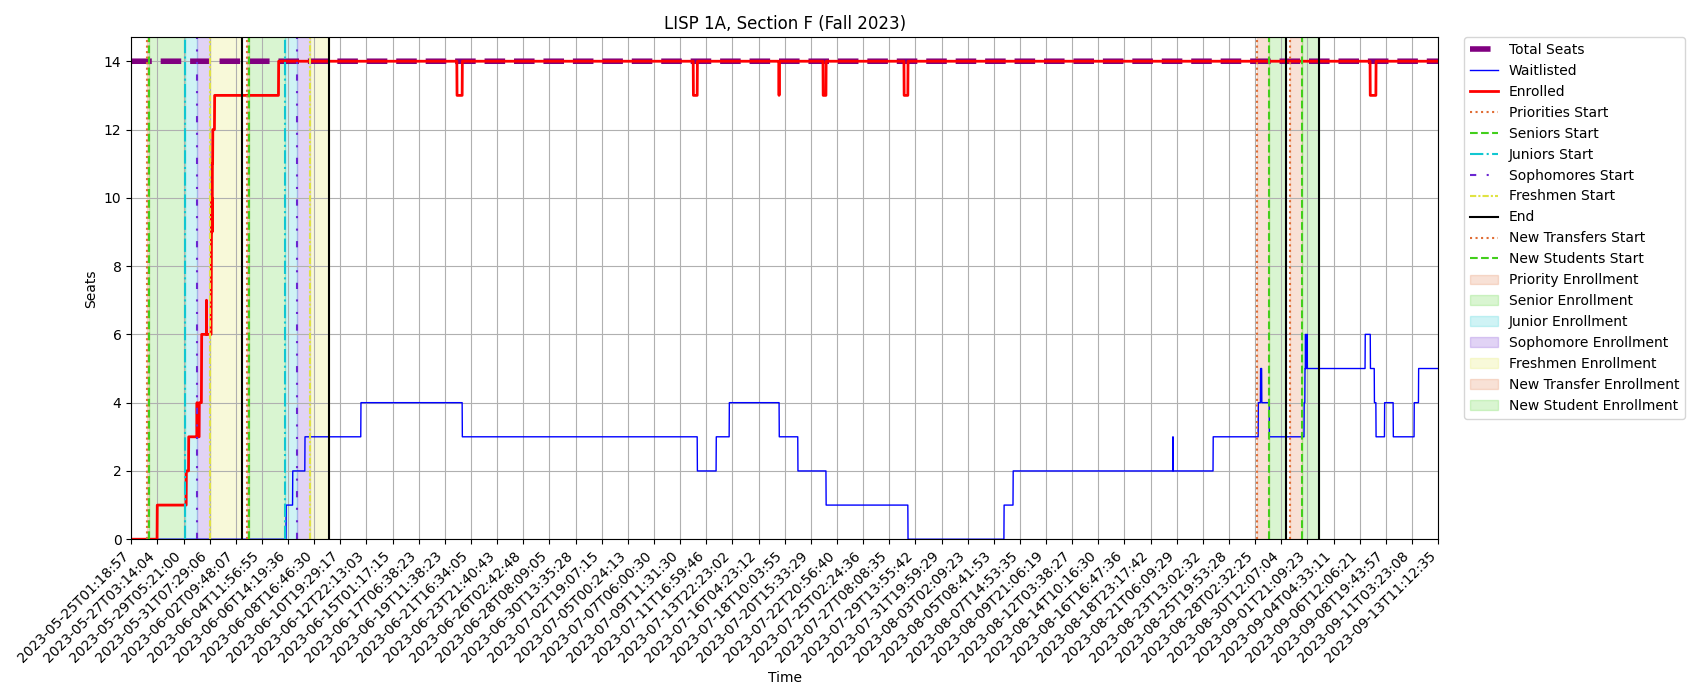 LISP 1A, Section F (Fall 2023)
Seats
14
12
10
8
6
4
2
0
2023-05-25T01:18:57
2023-05-27T03:14:04
2023-05-29T05:21:00
2023-05-31T07:29:06
2023-06-02T09:48:07
2023-06-04T11:56:55
2023-06-06T14:19:36
2023-06-08T16:46:30
2023-06-10T19:29:17
2023-06-12T22:13:03
2023-06-15T01:17:15
2023-06-17T06:38:23
2023-06-19T11:38:23
2023-06-21T16:34:05
2023-06-23T21:40:43
2023-06-26T02:42:48
2023-06-28T08:09:05
2023-06-30T13:35:28
2023-07-02T19:07:15
2023-07-05T00:24:13
2023-07-07T06:00:30
2023-07-09T11:31:30
2023-07-11T16:59:46
2023-07-13T22:23:02
2023-07-16T04:23:12
2023-07-18T10:03:55
2023-07-20T15:33:29
2023-07-22T20:56:40
2023-07-25T02:24:36
2023-07-27T08:08:35
2023-07-29T13:55:42
2023-07-31T19:59:29
2023-08-03T02:09:23
2023-08-05T08:41:53
2023-08-07T14:53:35
2023-08-09T21:06:19
2023-08-12T03:38:27
2023-08-14T10:16:30
2023-08-16T16:47:36
2023-08-18T23:17:42
2023-08-21T06:09:29
2023-08-23T13:02:32
2023-08-25T19:53:28
2023-08-28T02:32:25
2023-08-30T12:07:04
2023-09-01T21:09:23
2023-09-04T04:33:11
2023-09-06T12:06:21
2023-09-08T19:43:57
2023-09-11T03:23:08
2023-09-13T11:12:35
Time
Total Seats
Waitlisted
Enrolled
Priorities Start
Seniors Start
Juniors Start
Sophomores Start
Freshmen Start
End
New Transfers Start
New Students Start
Priority Enrollment
Senior Enrollment
Junior Enrollment
Sophomore Enrollment
Freshmen Enrollment
New Transfer Enrollment
New Student Enrollment